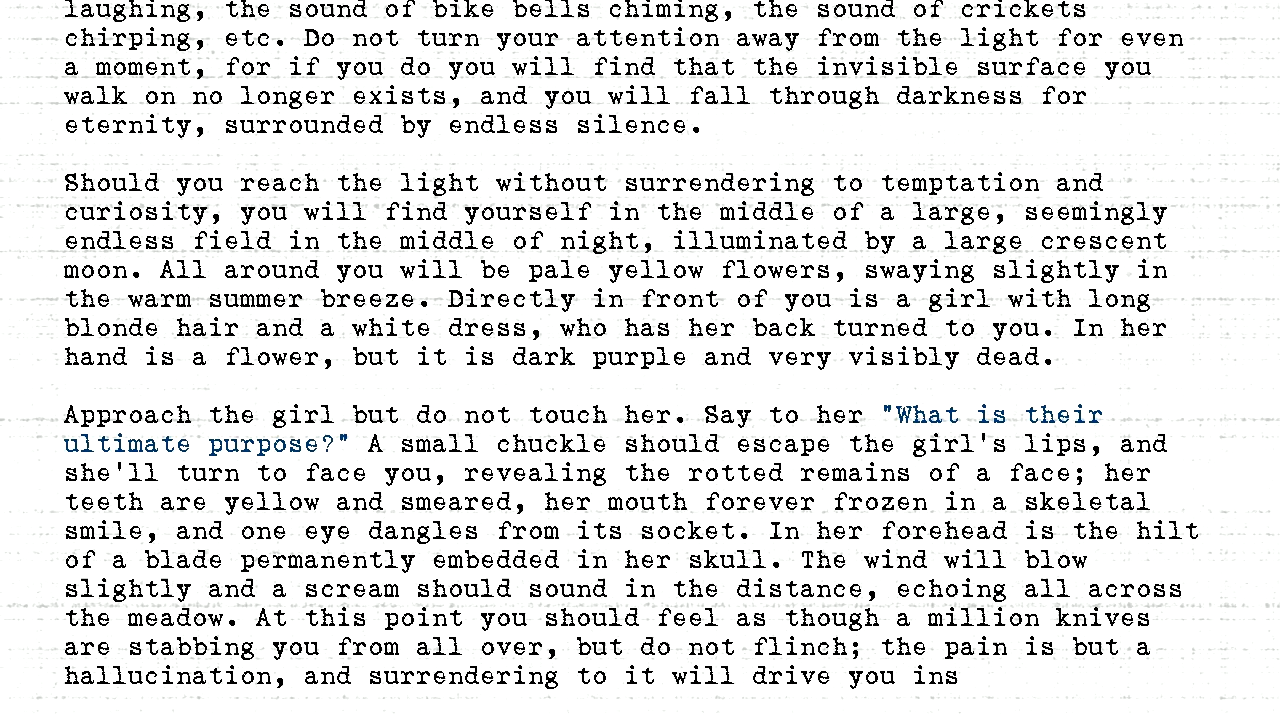 laughing, the sound of bike bells chiming, the sound of crickets
chirping, etc. Do not turn your attention away from the light for even
a moment, for if you do you will find that the invisible surface you
walk on no longer exists, and you will fall through darkness for
eternity, surrounded by endless silence.
Should you reach the light without surrendering to temptation and
curiosity, you will find yourself in the middle of a large, seemingly
endless field in the middle of night, illuminated by a large crescent
moon. All around you will be pale yellow flowers, swaying slightly in
the warm summer breeze. Directly in front of you is a girl with long
blonde hair and a white dress, who has her back turned to you. In her
hand is a flower, but it is dark purple and very visibly dead.
Approach the girl but do not touch her. Say to her "What is their
ultimate purpose?" A small chuckle should escape the girl's lips, and
she'll turn to face you, revealing the rotted remains of a face; her
teeth are yellow and smeared, her mouth forever frozen in a skeletal
smile, and one eye dangles from its socket. In her forehead is the hilt
of a blade permanently embedded in her skull. The wind will blow
slightly and a scream should sound in the distance, echoing all across
the meadow. At this point you should feel as though a million knives
are stabbing you from all over, but do not flinch; the pain is but a
hallucination, and surrendering to it will drive you ins